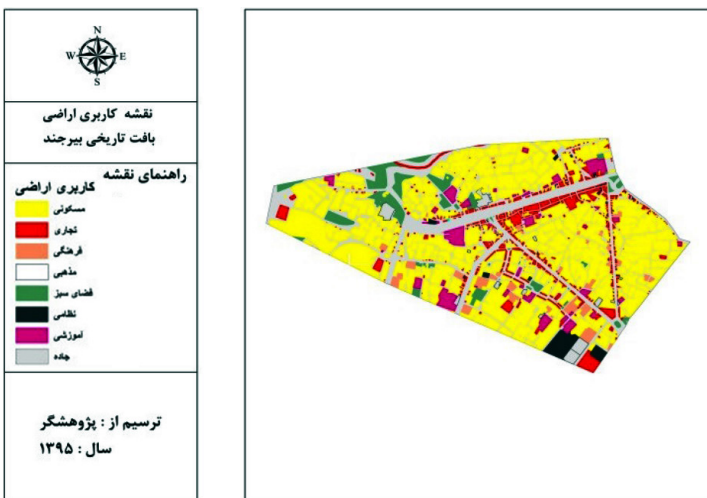 N
W E
S
نقشه کاربری اراضی
بافت تاریخی بیرجند
راهنمای نقشه
کاربری اراضی
مسکونی
تجاری
فرهنگی
مذهبی
فضای سبز
نظامی
آموزشی
جاده
ترسیم از : پژوهشگر
سال : ۱۳۹۵